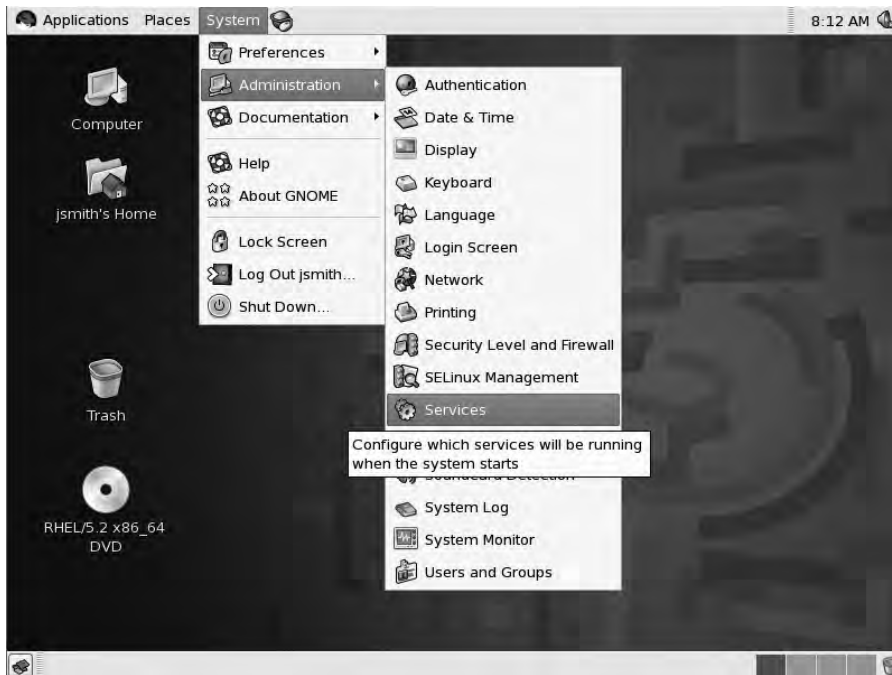 Applications Places System
8:12 AM
Computer
jsmith's Home
Trash
RHEL/5.2 x86_64
DVD
Preferences
Administration
Documentation
Help
About GNOME
Lock Screen
Log Out jsmith...
Shut Down...
Authentication
Date & Time
Display
Keyboard
Language
Login Screen
Network
Printing
Security Level and Firewall
SELinux Management
Services
Configure which services will be running
when the system starts
Soundcard Detection
System Log
System Monitor
Users and Groups